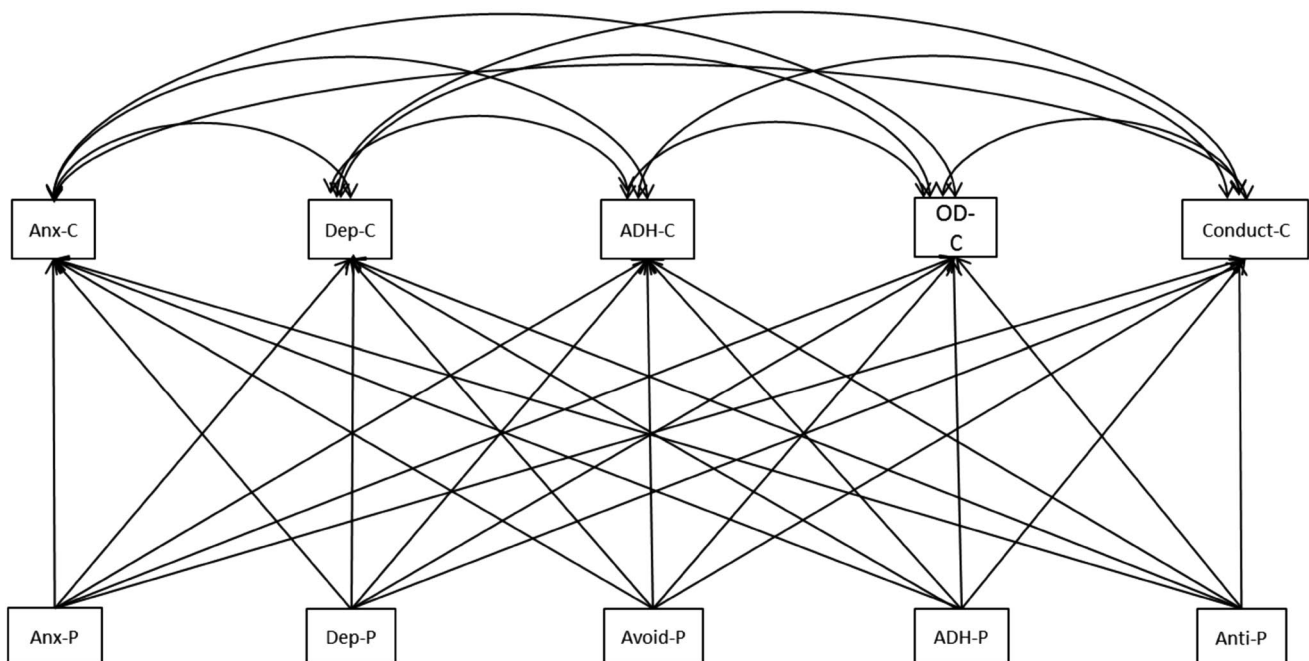 Anx-C
Dep-C
ADH-C
OD-
C
Conduct-C
Anx-P
Dep-P
Avoid-P
ADH-P
Anti-P